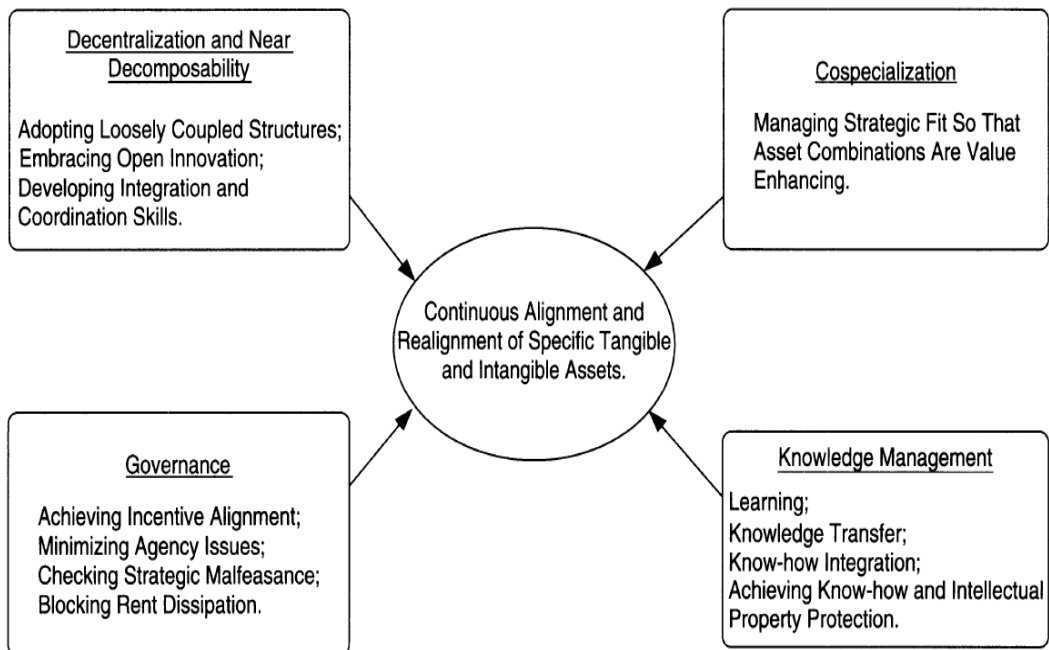 Decentralization and Near
Decomposability
Adopting Loosely Coupled Structures;
Embracing Open Innovation;
Developing Integration and
Coordination Skills.
Cospecialization
Managing Strategic Fit So That
Asset Combinations Are Value
Enhancing.
Continuous Alignment and
Realignment of Specific Tangible
and Intangible Assets.
Governance
Achieving Incentive Alignment;
Minimizing Agency Issues;
Checking Strategic Malfeasance;
Blocking Rent Dissipation.
Knowledge Management
Learning;
Knowledge Transfer;
Know-how Integration;
Achieving Know-how and Intellectual
Property Protection.